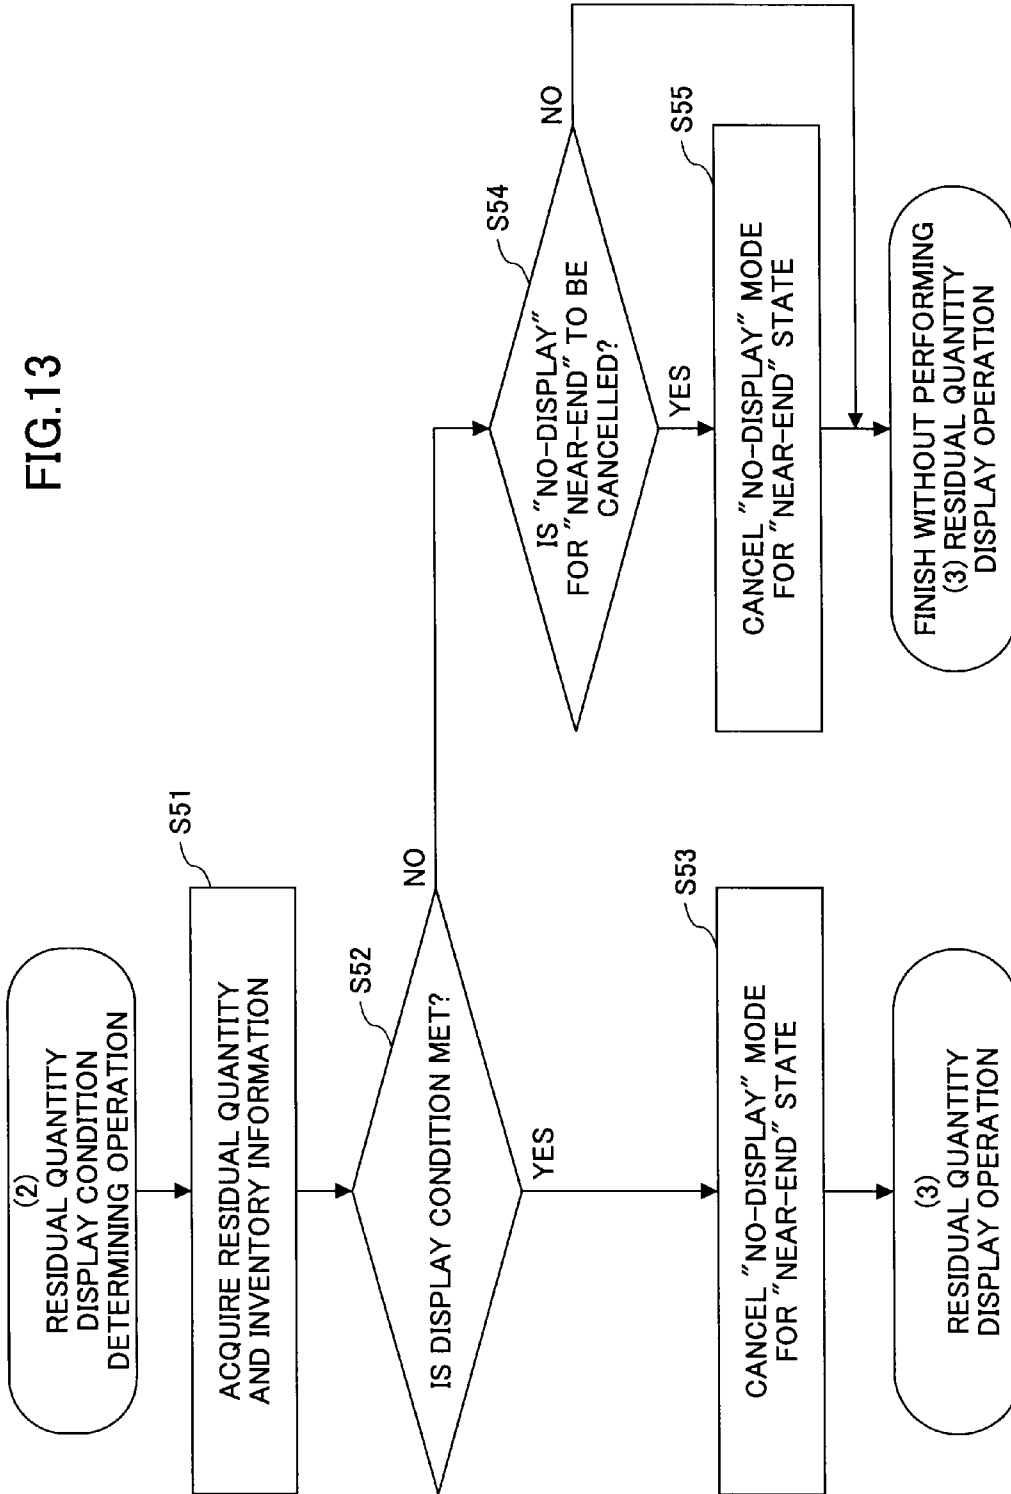 FIG.13
(2)
RESIDUAL QUANTITY
DISPLAY CONDITION
DETERMINING OPERATION
S51
ACQUIRE RESIDUAL QUANTITY
AND INVENTORY INFORMATION
S52
IS DISPLAY CONDITION MET?
NO
YES
S53
CANCEL "NO-DISPLAY" MODE
FOR "NEAR-END" STATE
(3)
RESIDUAL QUANTITY
DISPLAY OPERATION
S54
IS "NO-DISPLAY"
FOR "NEAR-END" TO BE
CANCELLED?
NO
YES
S55
CANCEL "NO-DISPLAY" MODE
FOR "NEAR-END" STATE
FINISH WITHOUT PERFORMING
(3) RESIDUAL QUANTITY
DISPLAY OPERATION